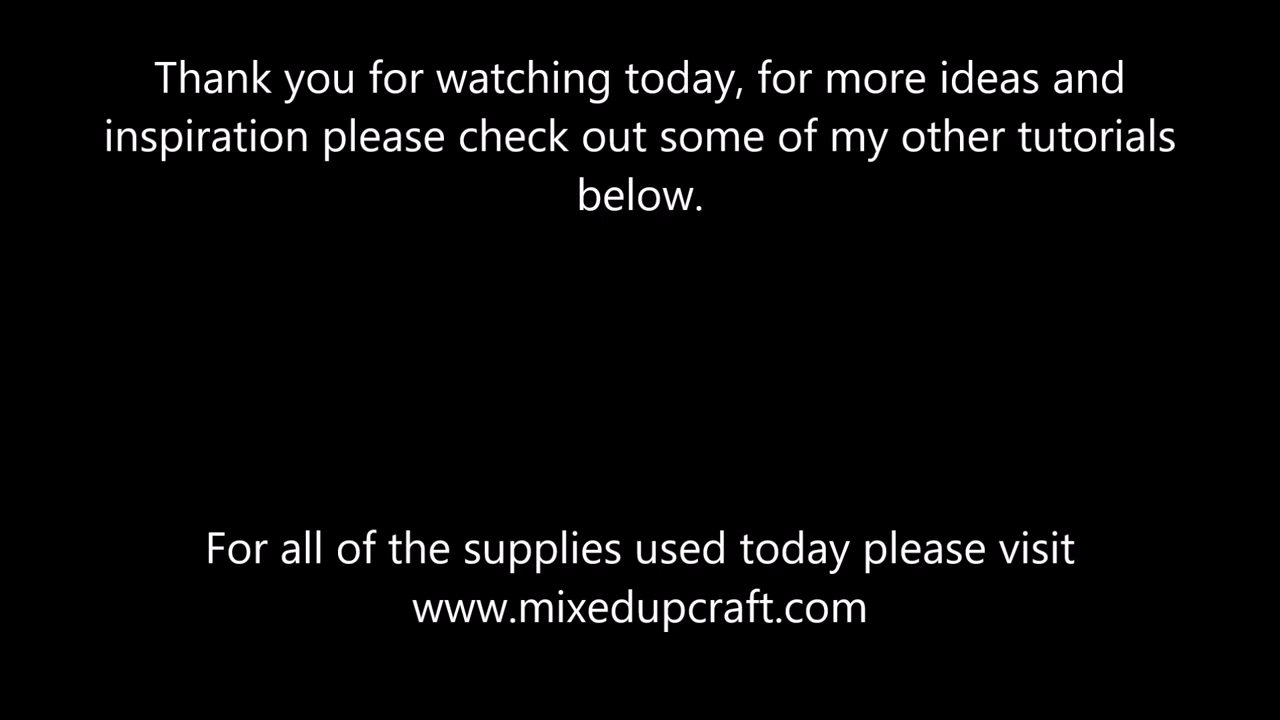 Thank you for watching today, for more ideas and
inspiration please check out some of my other tutorials
below.
For all of the supplies used today please visit
www.mixedupcraft.com